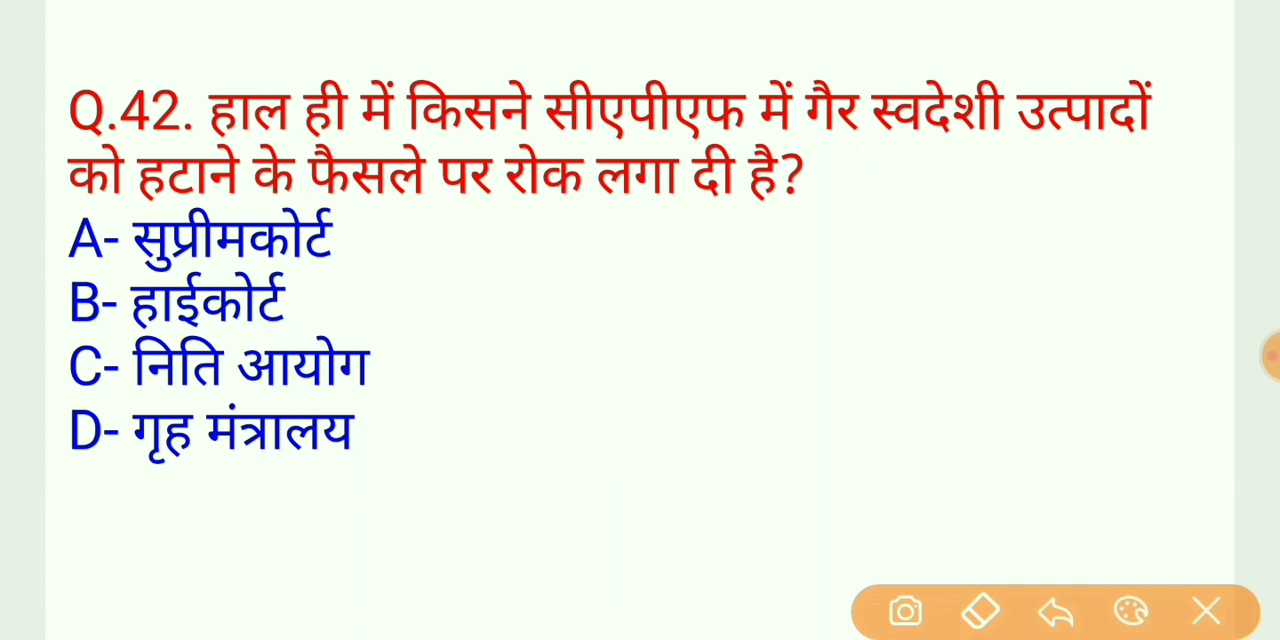 Q.42. हाल ही में किसने सीएपीएफ में गैर स्वदेशी उत्पादों
को हटाने के फैसले पर रोक लगा दी है?
A- सुप्रीमकोर्ट
B- हाईकोर्ट
C- निति आयोग
D- गृह मंत्रालय